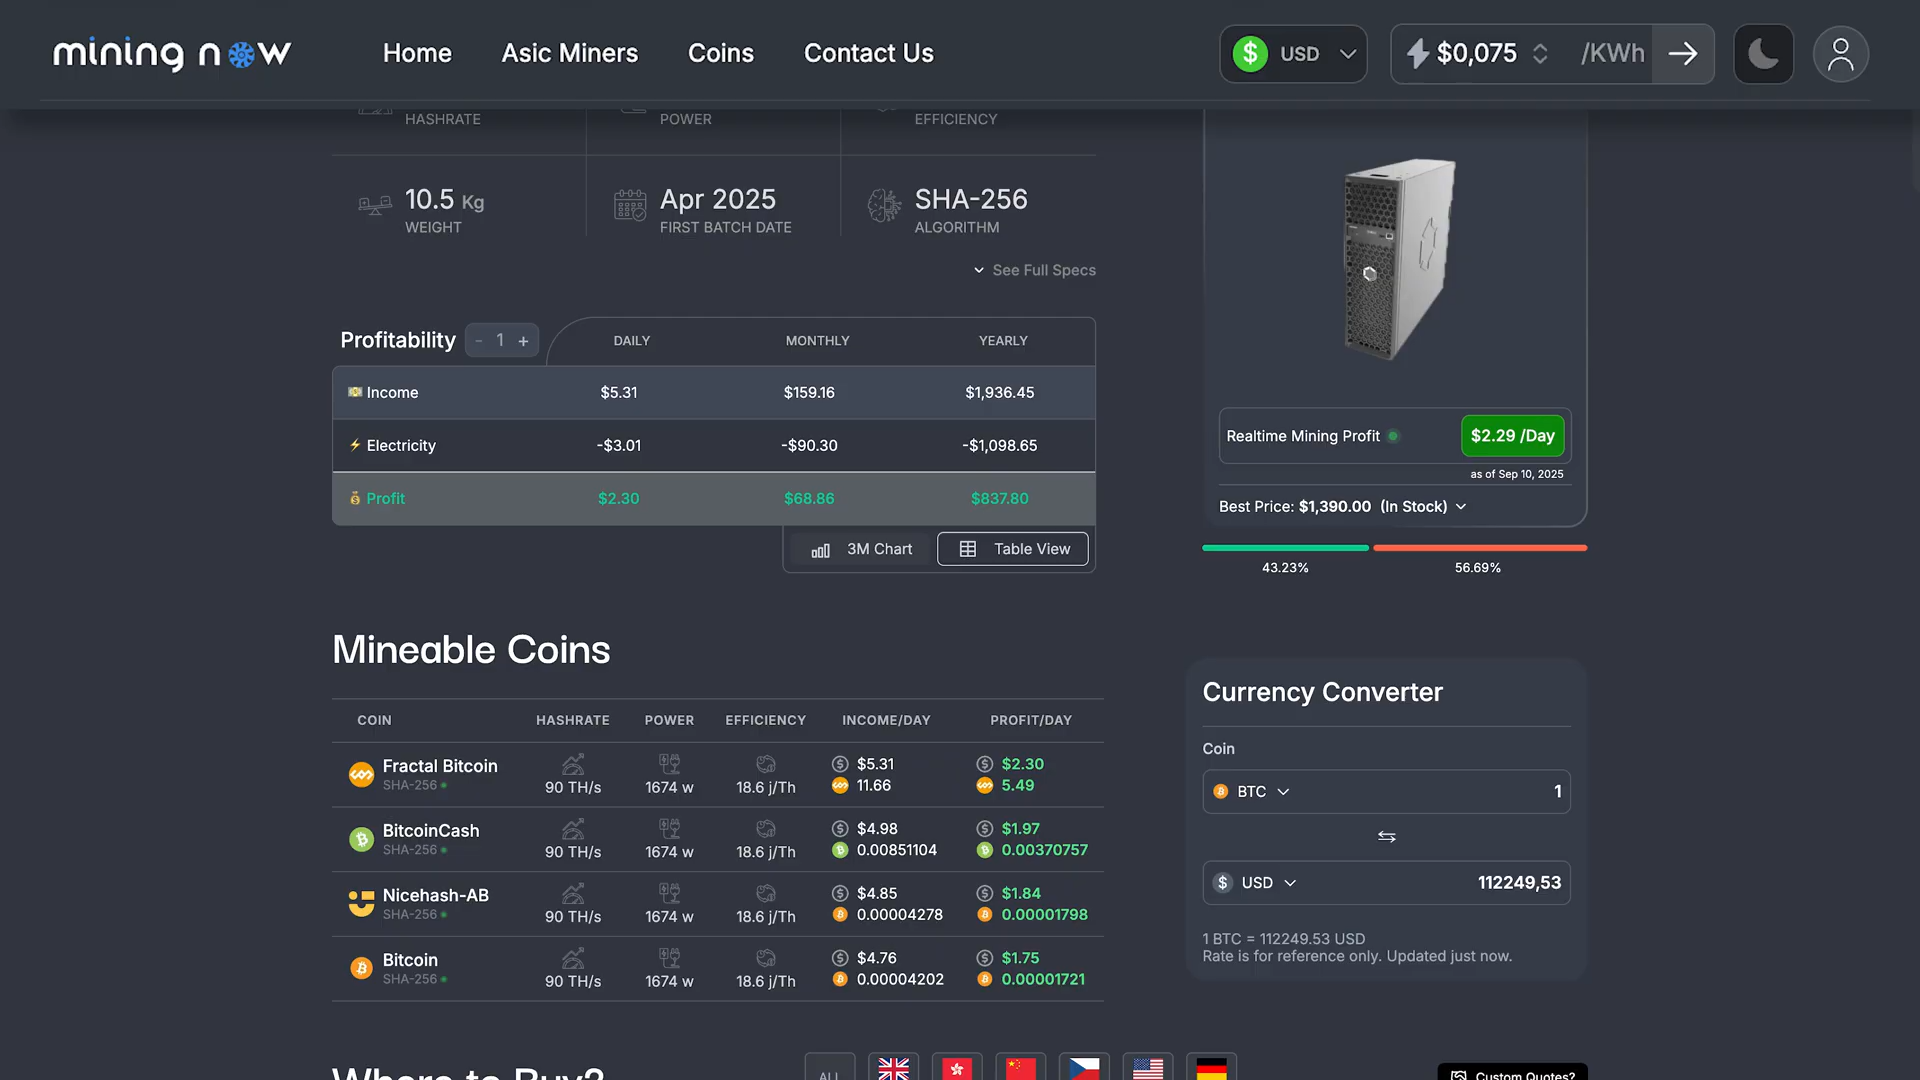 mining now
Home
Asic Miners
Coins
Contact Us
$ USD
$0,075 /KWh
HASHRATE
POWER
EFFICIENCY
10.5 Kg
WEIGHT
Apr 2025
FIRST BATCH DATE
SHA-256
ALGORITHM
See Full Specs
Profitability - 1 + DAILY MONTHLY YEARLY
Income $5.31 $159.16 $1,936.45
Electricity -$3.01 -$90.30 -$1,098.65
Profit $2.30 $68.86 $837.80
3M Chart
Table View
Realtime Mining Profit $2.29 /Day
as of Sep 10, 2025
Best Price: $1,390.00 (In Stock)
43.23% 56.69%
Mineable Coins
COIN HASHRATE POWER EFFICIENCY INCOME/DAY PROFIT/DAY
Fractal Bitcoin $5.31 $2.30
SHA-256 90 TH/s 1674 w 18.6 j/Th 11.66 5.49
BitcoinCash $4.98 $1.97
SHA-256 90 TH/s 1674 w 18.6 j/Th 0.00851104 0.00370757
Nicehash-AB $4.85 $1.84
SHA-256 90 TH/s 1674 w 18.6 j/Th 0.00004278 0.00001798
Bitcoin $4.76 $1.75
SHA-256 90 TH/s 1674 w 18.6 j/Th 0.00004202 0.00001721
Currency Converter
Coin
BTC 1
$ USD 112249,53
1 BTC = 112249.53 USD
Rate is for reference only. Updated just now.
Where to Buy?
ALL
Custom Quotes?